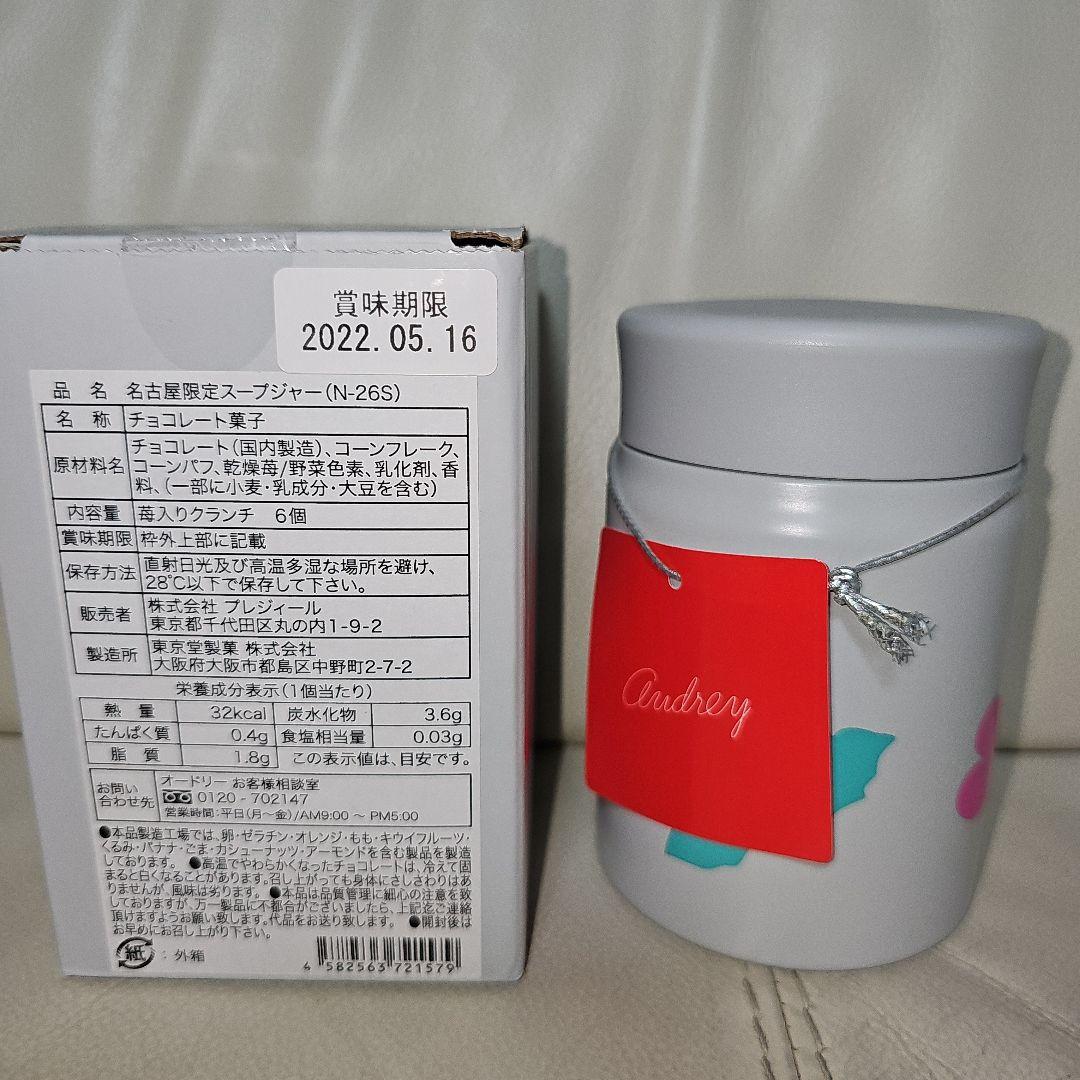 賞味期限
2022.05.16
品 名 名古屋限定スープジャー(N-26S)
名 称 チョコレート菓子
原材料名 チョコレート(国内製造)、コーンフレーク、
コーンパフ、乾燥苺/野菜色素、乳化剤、香
料、(一部に小麦・乳成分・大豆を含む)
内容量 苺入りクランチ 6個
賞味期限 枠外上部に記載
保存方法 直射日光及び高温多湿な場所を避け、
28℃以下で保存して下さい。
販売者 株式会社 プレジィール
東京都千代田区丸の内1-9-2
製造所 東京堂製菓 株式会社
大阪府大阪市都島区中野町2-7-2
栄養成分表示(1個当たり)
熱 量 32kcal 炭水化物 3.6g
たんぱく質 0.4g 食塩相当量 0.03g
脂 質 1.8g この表示値は、目安です。
お問い
合わせ先
オードリー お客様相談室
0120-702147
営業時間:平日(月~金)/AM9:00 ~ PM5:00
●本品製造工場では、卵・ゼラチン・オレンジ・もも・キウイフルーツ・
くるみ・バナナ・ごま・カシューナッツ・アーモンドを含む製品を製造
しております。 ●高温でやわらかくなったチョコレートは、冷えて固
まると白くなることがあります。召し上がっても身体にさしさわりはあ
りませんが、風味は劣ります。 ●本品は品質管理に細心の注意を致
しておりますが、万一製品に不都合がございましたら、上記迄ご連絡
頂けますようお願い致します。代品をお送り致します。 ●開封後は
お早めにお召し上がり下さい。
紙 :外箱
4 582563 721579
audrey